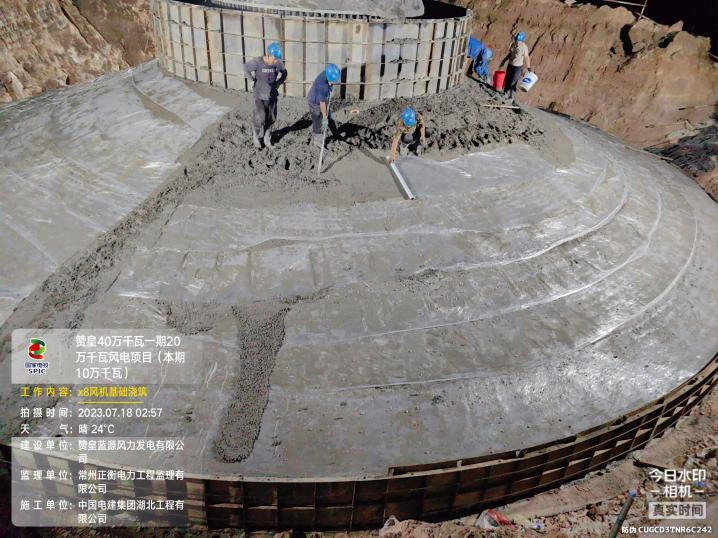 国家电投
SPIC
赞皇40万千瓦一期20
万千瓦风电项目（本期
10万千瓦）
工作内容：x8风机基础浇筑
拍摄时间：2023.07.18 02:57
天气：晴 24°C
建设单位：赞皇蓝源风力发电有限公
司
监理单位：常州正衡电力工程监理有
限公司
施工单位：中国电建集团湖北工程有
限公司
今日水印
相机
真实时间
防伪 CUGCD3TNR6C242